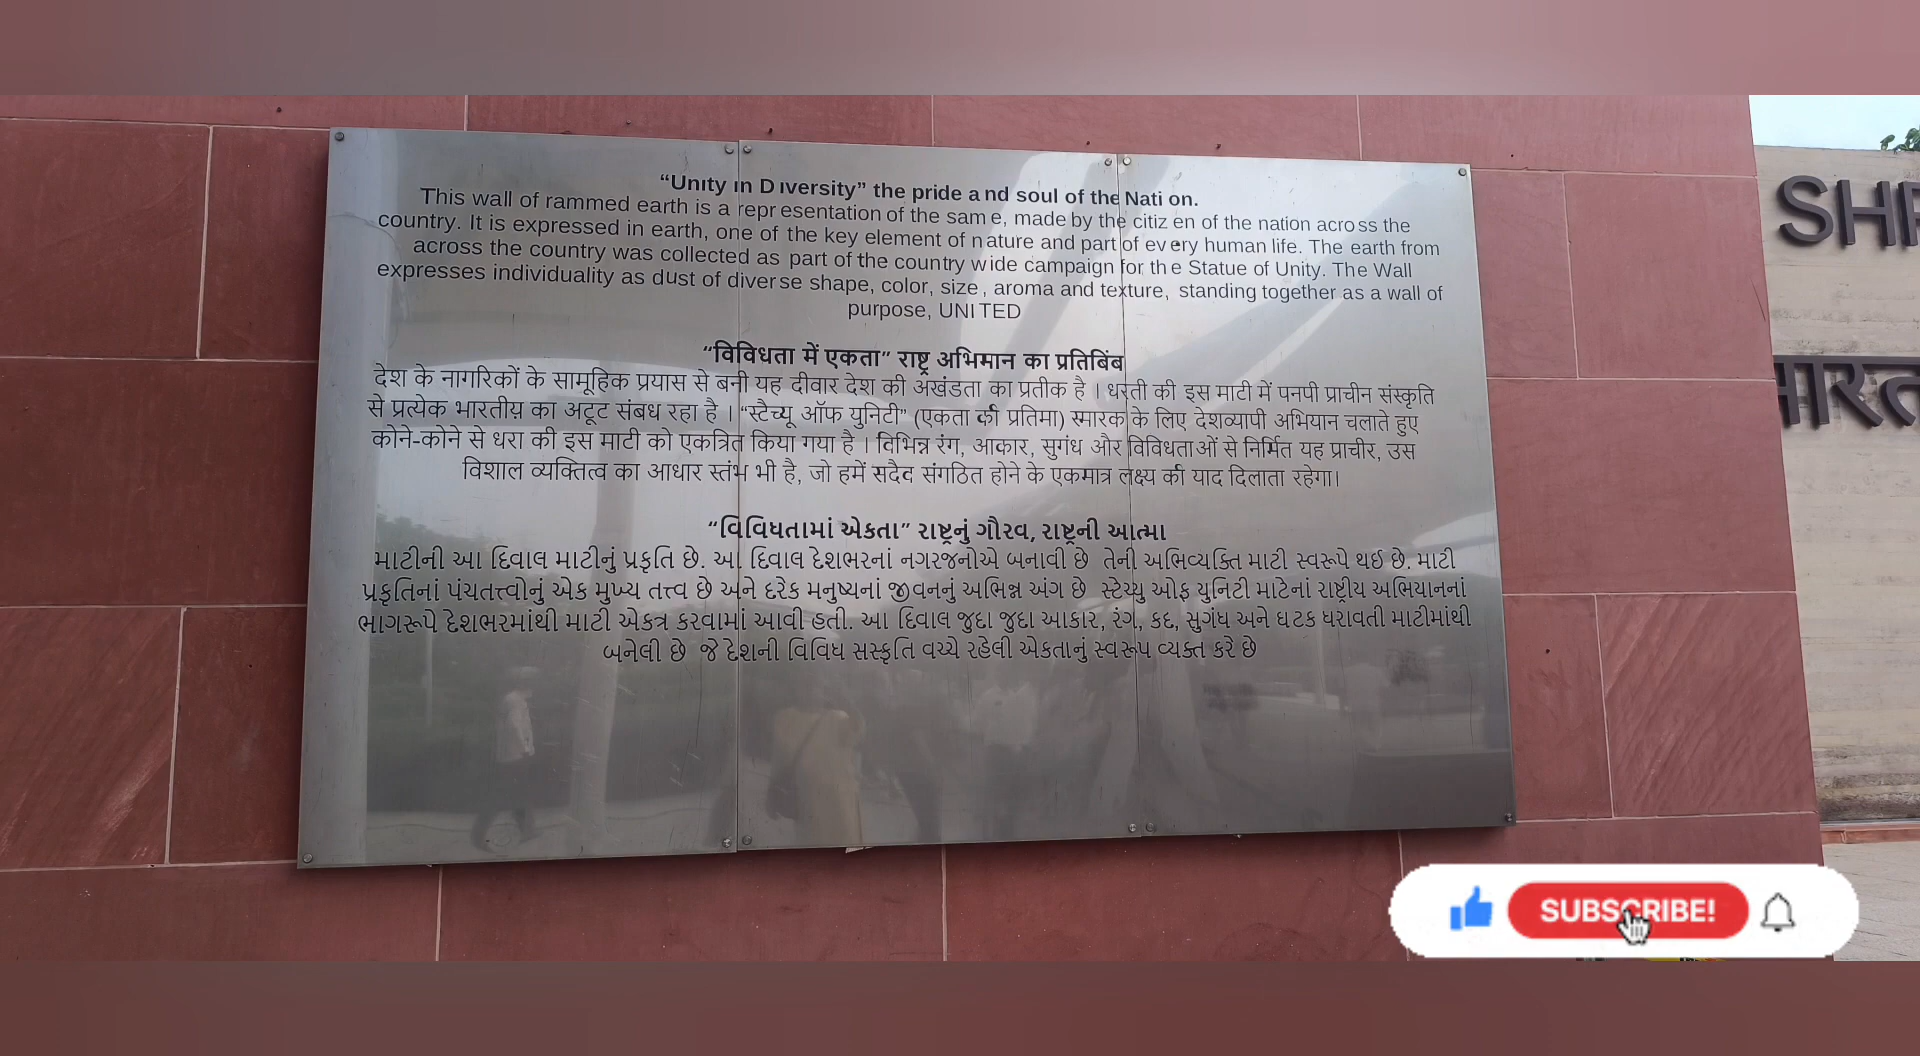 “Unity in Diversity” the pride and soul of the Nation.
This wall of rammed earth is a representation of the same, made by the citizen of the nation across the
country. It is expressed in earth, one of the key element of nature and part of every human life. The earth from
across the country was collected as part of the country wide campaign for the Statue of Unity. The Wall
expresses individuality as dust of diverse shape, color, size, aroma and texture, standing together as a wall of
purpose, UNITED
“विविधता में एकता” राष्ट्र अभिमान का प्रतिबिंब
देश के नागरिकों के सामूहिक प्रयास से बनी यह दीवार देश की अखंडता का प्रतीक है । धरती की इस माटी में पनपी प्राचीन संस्कृति
से प्रत्येक भारतीय का अटूट संबंध रहा है । “स्टैच्यू ऑफ युनिटी” (एकता की प्रतिमा) स्मारक के लिए देशव्यापी अभियान चलाते हुए
कोने-कोने से धरा की इस माटी को एकत्रित किया गया है । विभिन्न रंग, आकार, सुगंध और विविधताओं से निर्मित यह प्राचीर, उस
विशाल व्यक्तित्व का आधार स्तंभ भी है, जो हमें सदैव संगठित होने के एकमात्र लक्ष्य की याद दिलाता रहेगा।
“વિવિધતામાં એકતા” રાષ્ટ્રનું ગૌરવ, રાષ્ટ્રની આત્મા
માટીની આ દિવાલ માટીનું પ્રકૃતિ છે. આ દિવાલ દેશભરનાં નગરજનોએ બનાવી છે તેની અભિવ્યક્તિ માટી સ્વરૂપે થઈ છે. માટી
પ્રકૃતિનાં પંચતત્ત્વોનું એક મુખ્ય તત્ત્વ છે અને દરેક મનુષ્યનાં જીવનનું અભિન્ન અંગ છે સ્ટેચ્યુ ઓફ યુનિટી માટેનાં રાષ્ટ્રીય અભિયાનનાં
ભાગરૂપે દેશભરમાંથી માટી એકત્ર કરવામાં આવી હતી. આ દિવાલ જુદા જુદા આકાર, રંગ, કદ, સુગંધ અને ઘટક ધરાવતી માટીમાંથી
બનેલી છે જે દેશની વિવિધ સંસ્કૃતિ વચ્ચે રહેલી એકતાનું સ્વરૂપ વ્યક્ત કરે છે
SUBSCRIBE!